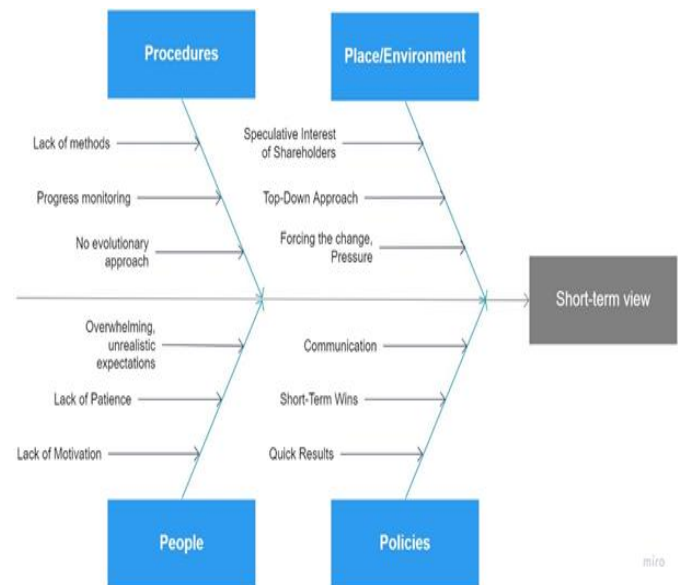 Procedures
Place/Environment
Lack of methods
Progress monitoring
No evolutionary
approach
Speculative Interest
of Shareholders
Top-Down Approach
Forcing the change,
Pressure
Short-term view
Overwhelming,
unrealistic
expectations
Lack of Patience
Lack of Motivation
Communication
Short-Term Wins
Quick Results
People
Policies
miro